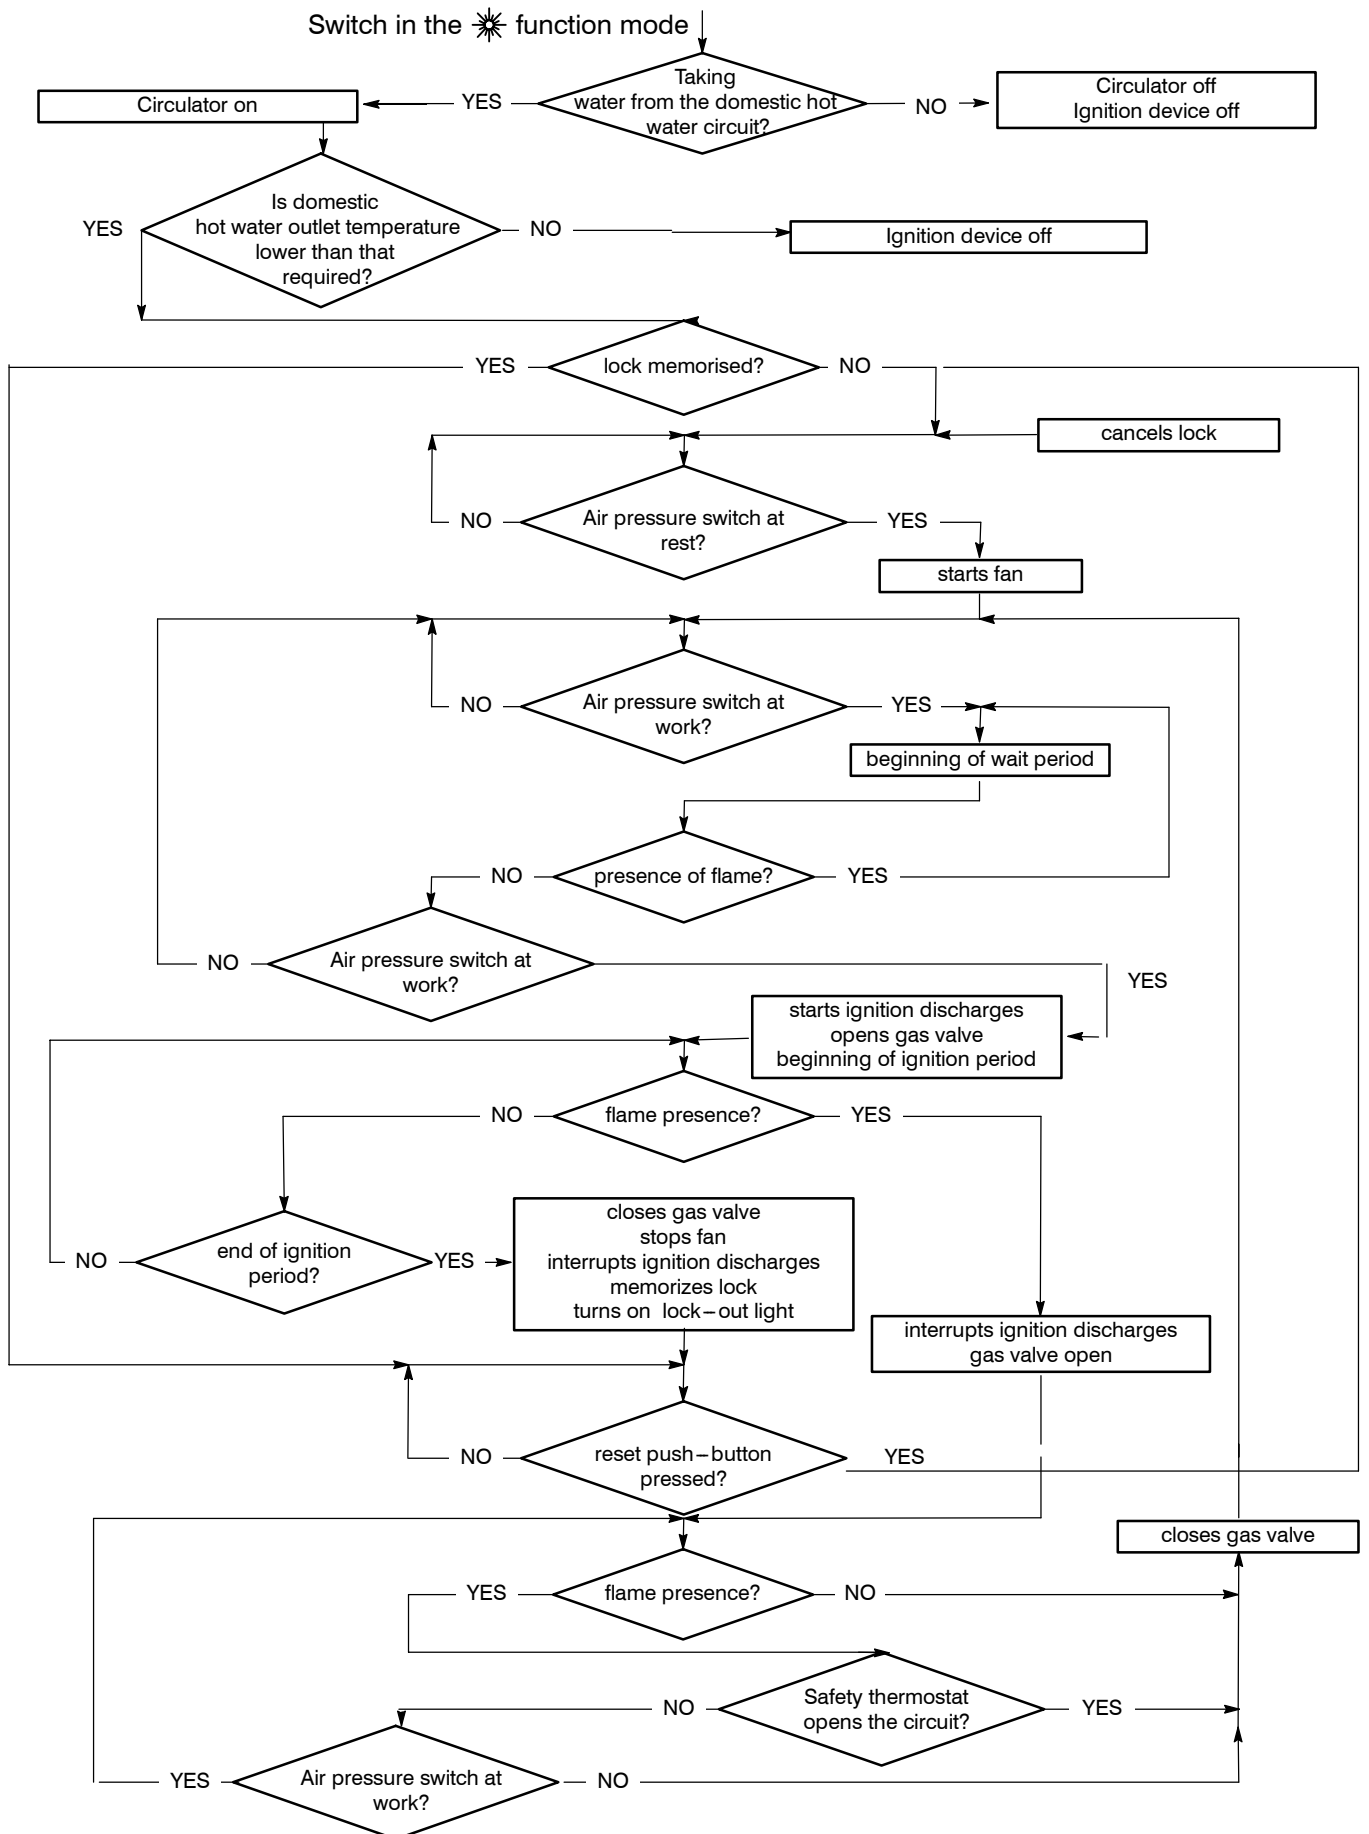 Switch in the function mode
Taking
water from the domestic hot
water circuit?
YES
NO
Circulator on
Circulator off
Ignition device off
Is domestic
hot water outlet temperature
lower than that
required?
YES
NO
Ignition device off
YES
lock memorised?
NO
cancels lock
NO
Air pressure switch at
rest?
YES
starts fan
NO
Air pressure switch at
work?
YES
beginning of wait period
NO
presence of flame?
YES
NO
Air pressure switch at
work?
YES
starts ignition discharges
opens gas valve
beginning of ignition period
NO
flame presence?
YES
NO
end of ignition
period?
YES
closes gas valve
stops fan
interrupts ignition discharges
memorizes lock
turns on lock–out light
interrupts ignition discharges
gas valve open
NO
reset push–button
pressed?
YES
closes gas valve
YES
flame presence?
NO
NO
Safety thermostat
opens the circuit?
YES
YES
Air pressure switch at
work?
NO